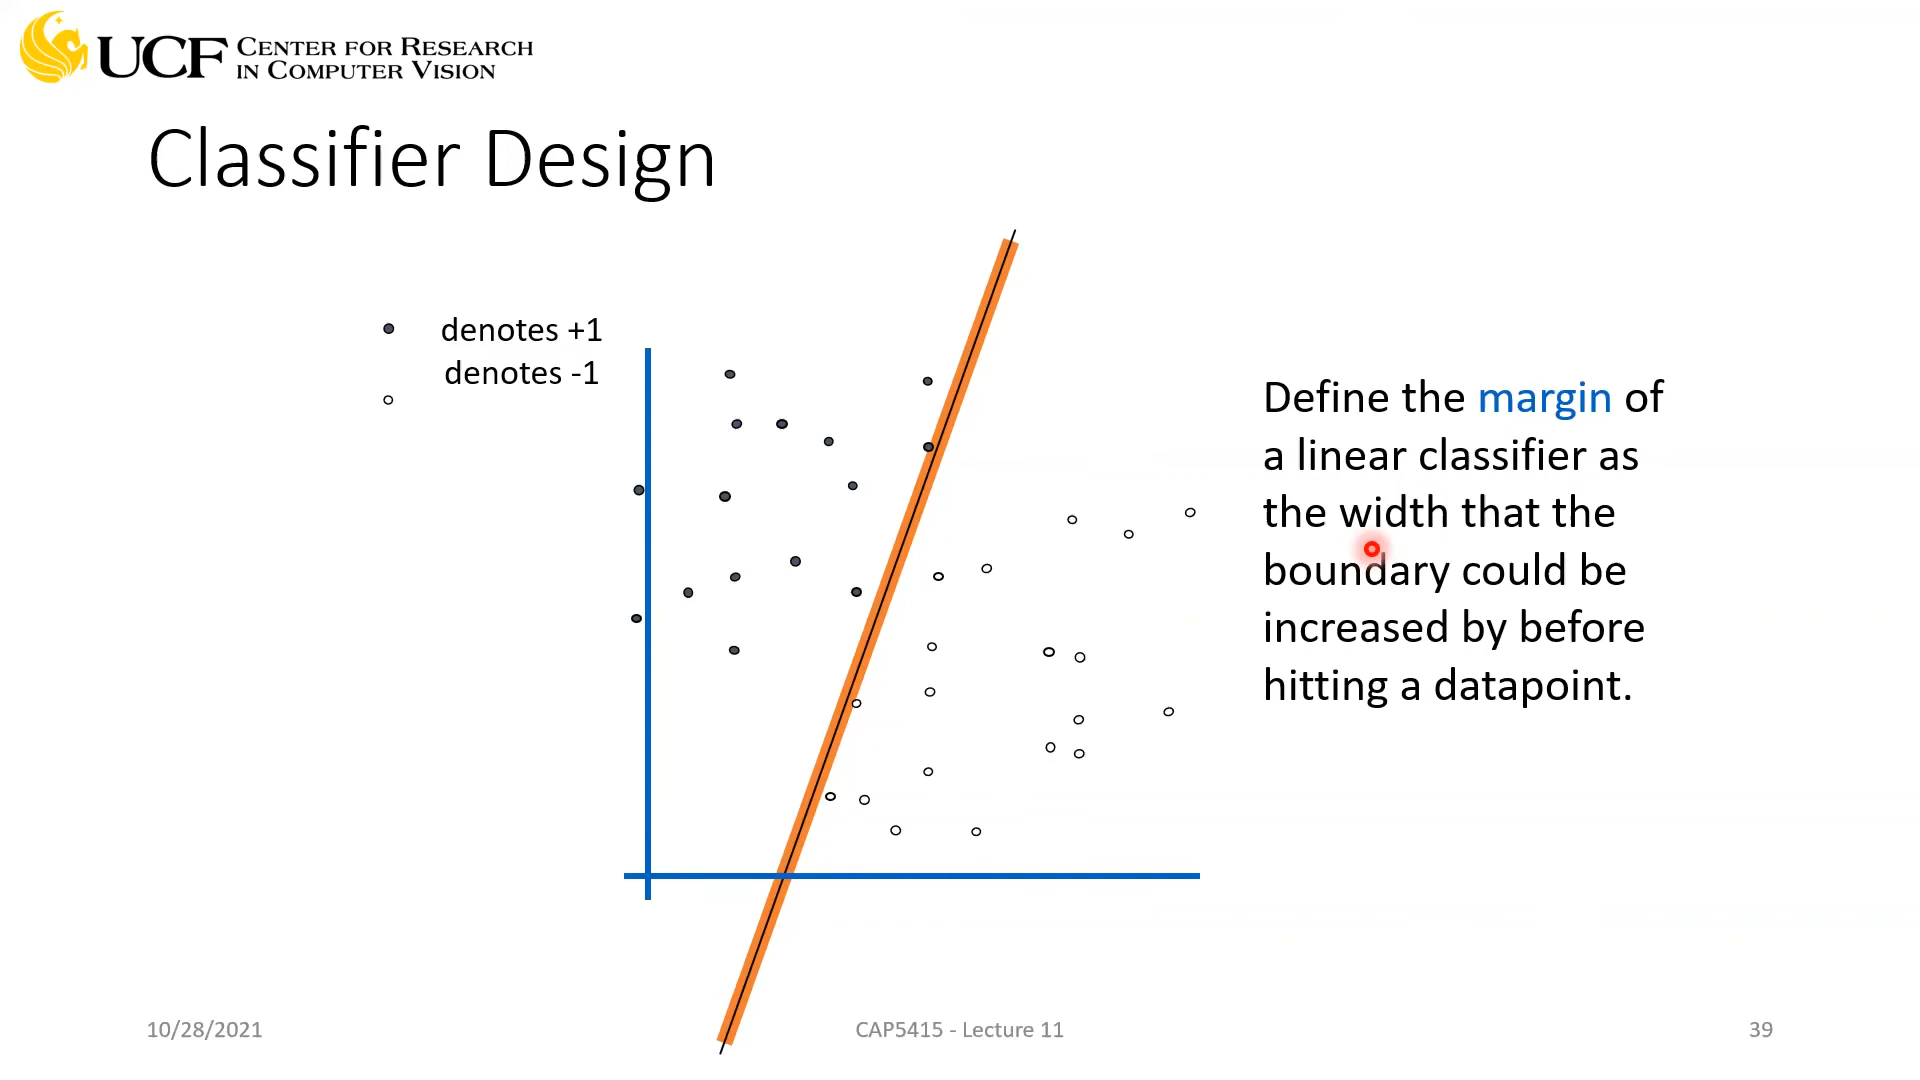 UCF CENTER FOR RESEARCH
IN COMPUTER VISION
Classifier Design
denotes +1
denotes -1
Define the margin of
a linear classifier as
the width that the
boundary could be
increased by before
hitting a datapoint.
10/28/2021
CAP5415 - Lecture 11
39